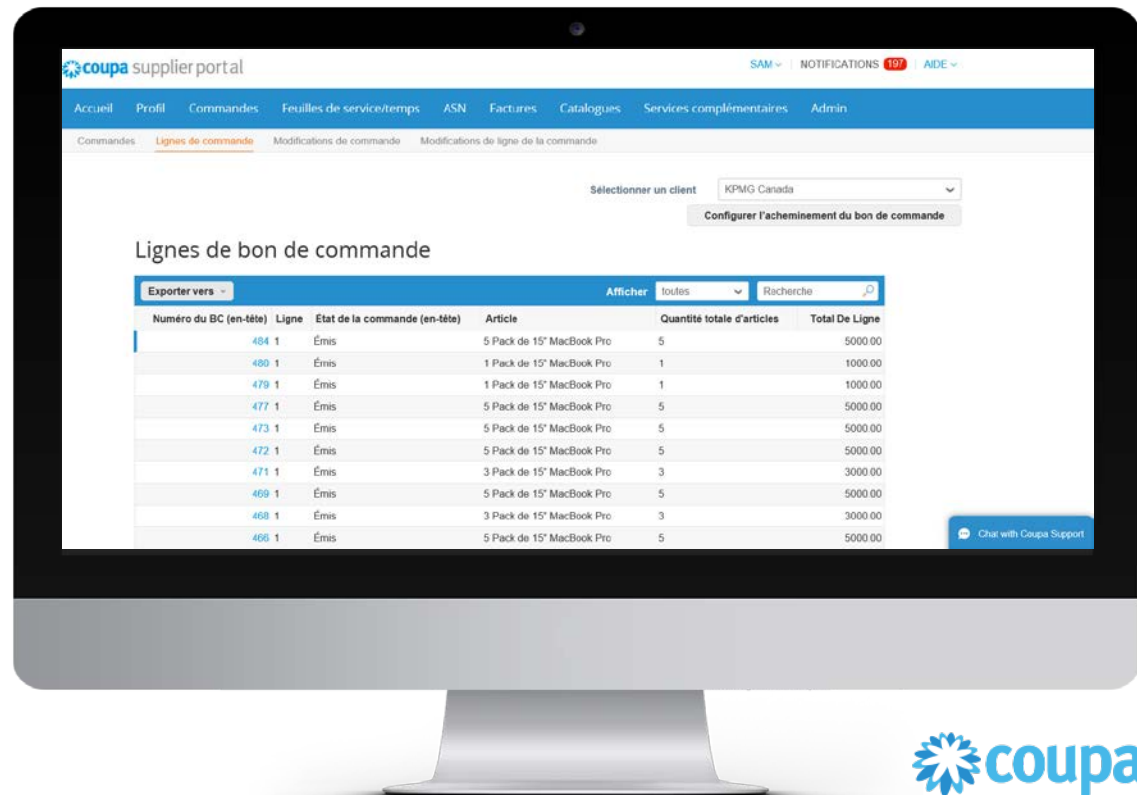 coupa supplier portal SAM NOTIFICATIONS 197 AIDE
Accueil Profil Commandes Feuilles de service/temps ASN Factures Catalogues Services complémentaires Admin
Commandes Lignes de commande Modifications de commande Modifications de ligne de la commande
Sélectionner un client KPMG Canada
Configurer l'acheminement du bon de commande
Lignes de bon de commande
Exporter vers Afficher toutes Recherche
Numéro du BC (en-tête) Ligne État de la commande (en-tête) Article Quantité totale d'articles Total De Ligne
484 1 Émis 5 Pack de 15" MacBook Pro 5 5000.00
480 1 Émis 1 Pack de 15" MacBook Pro 1 1000.00
479 1 Émis 1 Pack de 15" MacBook Pro 1 1000.00
477 1 Émis 5 Pack de 15" MacBook Pro 5 5000.00
473 1 Émis 5 Pack de 15" MacBook Pro 5 5000.00
472 1 Émis 5 Pack de 15" MacBook Pro 5 5000.00
471 1 Émis 3 Pack de 15" MacBook Pro 3 3000.00
469 1 Émis 5 Pack de 15" MacBook Pro 5 5000.00
468 1 Émis 3 Pack de 15" MacBook Pro 3 3000.00
466 1 Émis 5 Pack de 15" MacBook Pro 5 5000.00
Chat with Coupa Support
coupa